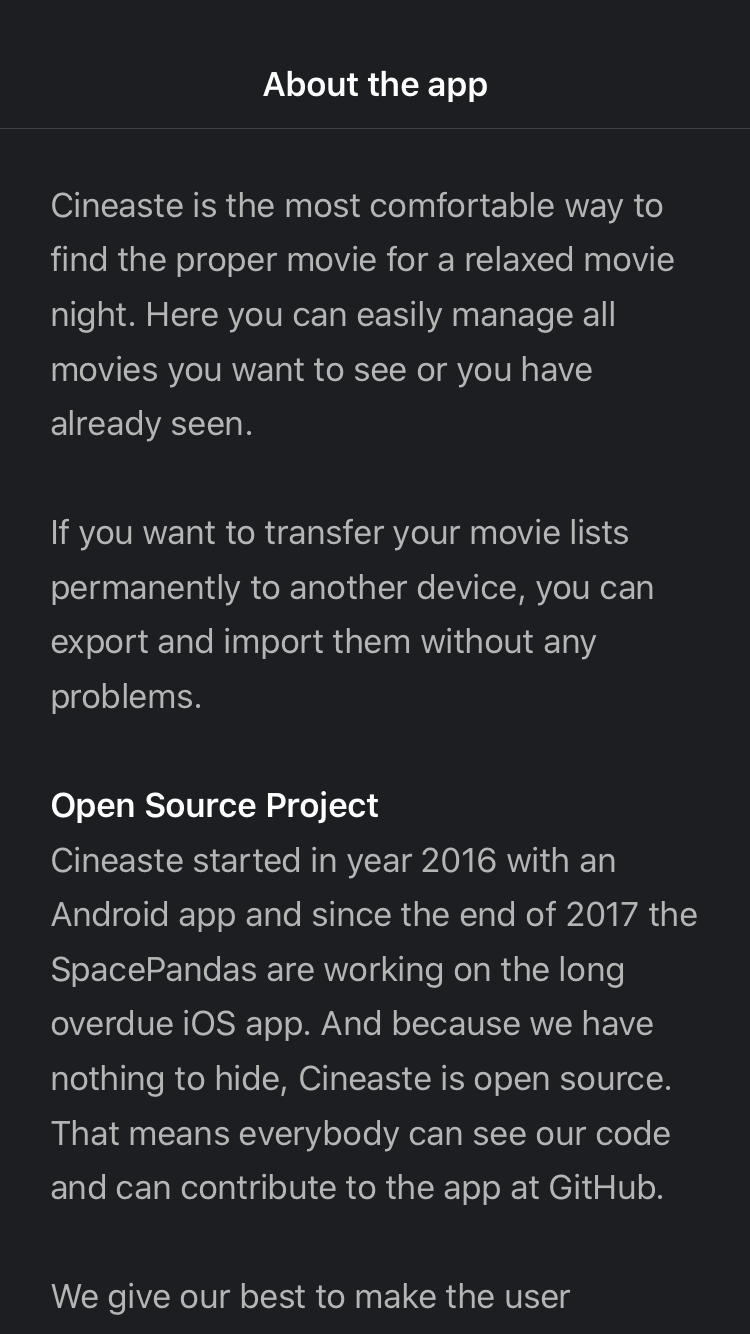 About the app
Cineaste is the most comfortable way to
find the proper movie for a relaxed movie
night. Here you can easily manage all
movies you want to see or you have
already seen.
If you want to transfer your movie lists
permanently to another device, you can
export and import them without any
problems.
Open Source Project
Cineaste started in year 2016 with an
Android app and since the end of 2017 the
SpacePandas are working on the long
overdue iOS app. And because we have
nothing to hide, Cineaste is open source.
That means everybody can see our code
and can contribute to the app at GitHub.
We give our best to make the user